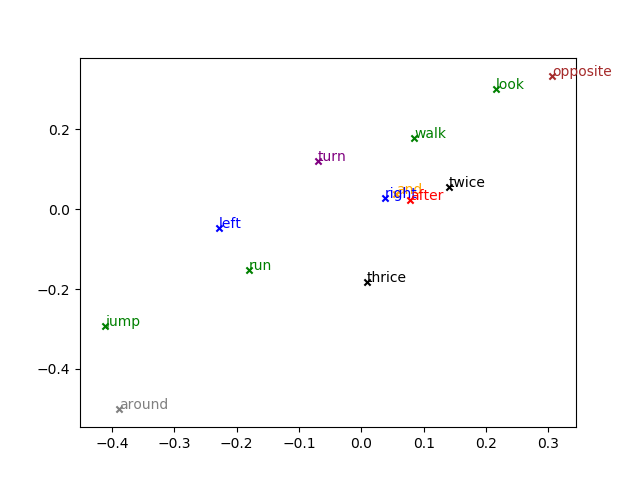 opposite
look
walk
turn
twice
and
right
after
left
run
thrice
jump
around
0.2
0.0
−0.2
−0.4
−0.4 −0.3 −0.2 −0.1 0.0 0.1 0.2 0.3